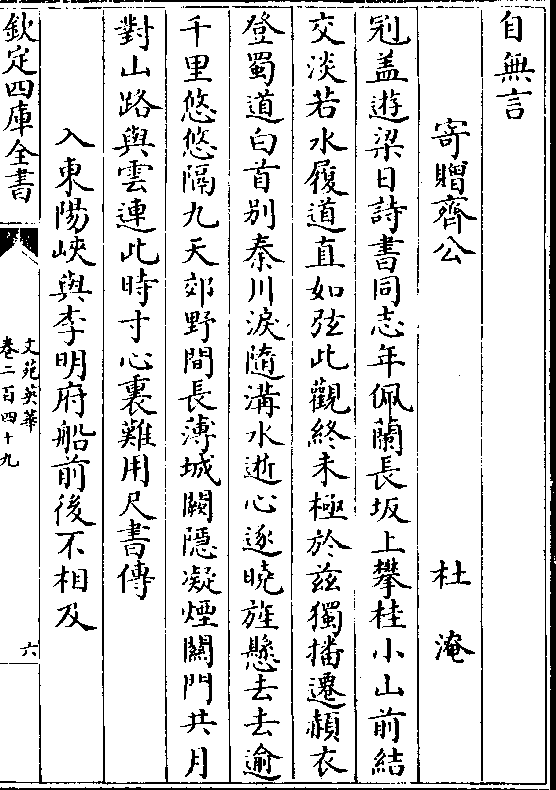 自無言
寄贈齊公　杜淹
冠盖遊梁日詩書同志年佩蘭長坂上攀桂小山前結
交淡若水履道直如弦此觀終未極於兹獨播遷赬衣
登蜀道白首别秦川淚隨溝水逝心逐曉旌懸去去逾
千里悠悠隔九天郊野間長薄城闕隱凝煙關門共月
對山路與雲連此時寸心裏難用尺書傳
入東陽峽與李明府船前後不相及
欽定四庫全書
文苑英華
卷二百四十九
六